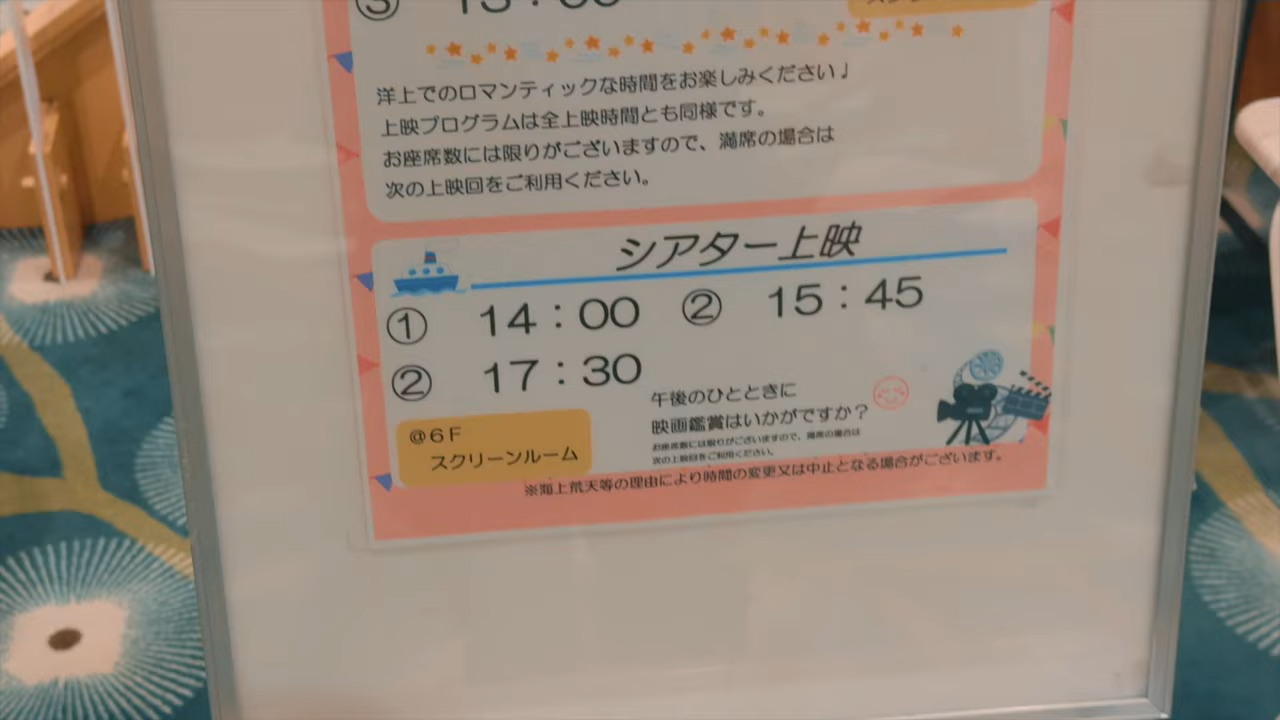 洋上でのロマンティックな時間をお楽しみください♩
上映プログラムは全上映時間とも同様です。
お座席数には限りがございますので、満席の場合は
次の上映回をご利用ください。
シアター上映
① 14：00 ② 15：45
② 17：30
午後のひとときに
映画鑑賞はいかがですか？
お座席数には限りがございますので、満席の場合は
次の上映回をご利用ください。
@6F
スクリーンルーム
※海上荒天等の理由により時間の変更又は中止となる場合がございます。